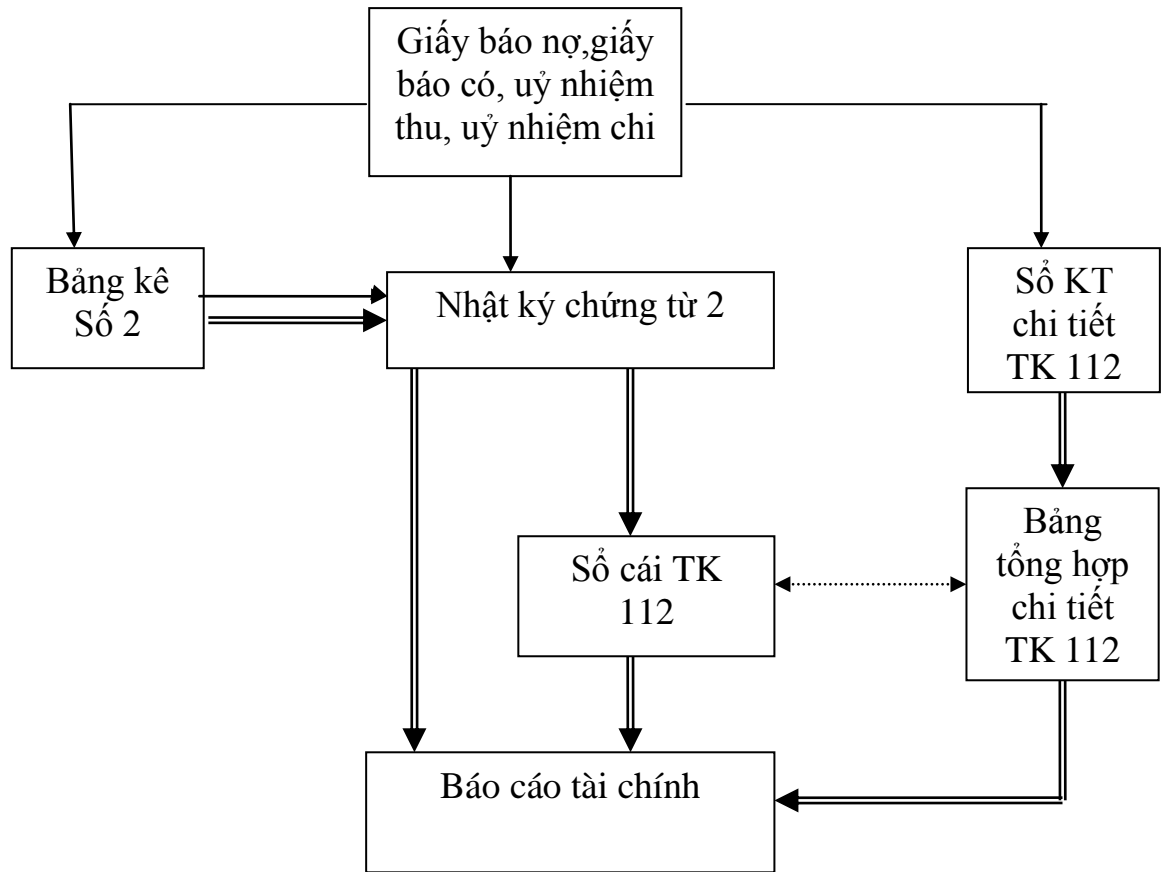 Giấy báo nợ,giấy
báo có, uỷ nhiệm
thu, uỷ nhiệm chi
Bảng kê
Số 2
Nhật ký chứng từ 2
Sổ KT
chi tiết
TK 112
Sổ cái TK
112
Bảng
tổng hợp
chi tiết
TK 112
Báo cáo tài chính